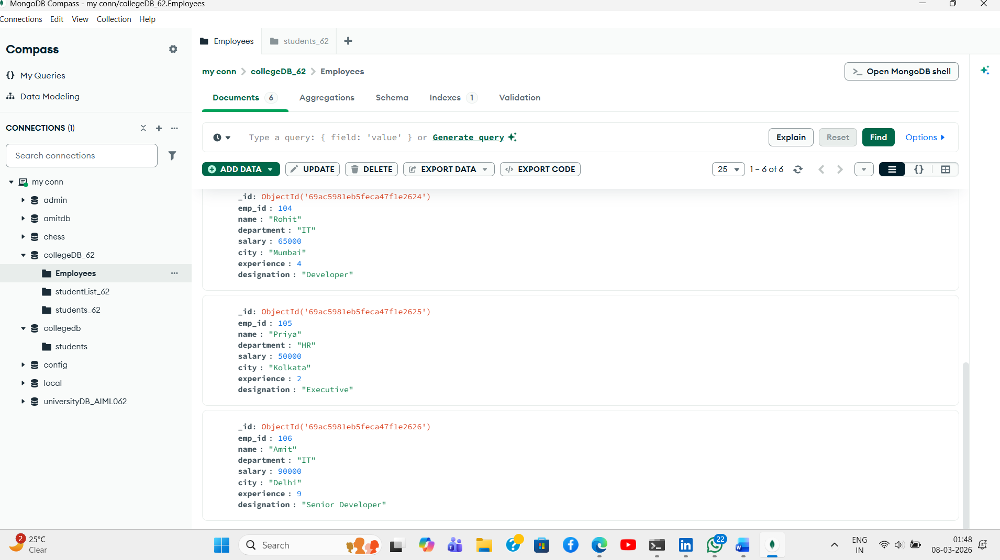 MongoDB Compass - my conn/collegeDB_62.Employees
Connections Edit View Collection Help
Compass
My Queries
Data Modeling
CONNECTIONS (1)
Search connections
my conn
admin
amitdb
chess
collegeDB_62
Employees
studentList_62
students_62
collegedb
students
config
local
universityDB_AIML062
Employees students_62
my conn collegeDB_62 Employees
>_ Open MongoDB shell
Documents 6 Aggregations Schema Indexes 1 Validation
Type a query: { field: 'value' } or Generate query
Explain Reset Find Options
ADD DATA UPDATE DELETE EXPORT DATA EXPORT CODE
25 1 – 6 of 6
_id: ObjectId('69ac5981eb5feca47f1e2624')
emp_id : 104
name : "Rohit"
department : "IT"
salary : 65000
city : "Mumbai"
experience : 4
designation : "Developer"
_id: ObjectId('69ac5981eb5feca47f1e2625')
emp_id : 105
name : "Priya"
department : "HR"
salary : 50000
city : "Kolkata"
experience : 2
designation : "Executive"
_id: ObjectId('69ac5981eb5feca47f1e2626')
emp_id : 106
name : "Amit"
department : "IT"
salary : 90000
city : "Delhi"
experience : 9
designation : "Senior Developer"
2
25°C
Clear
Search
22
ENG
IN
01:48
08-03-2026